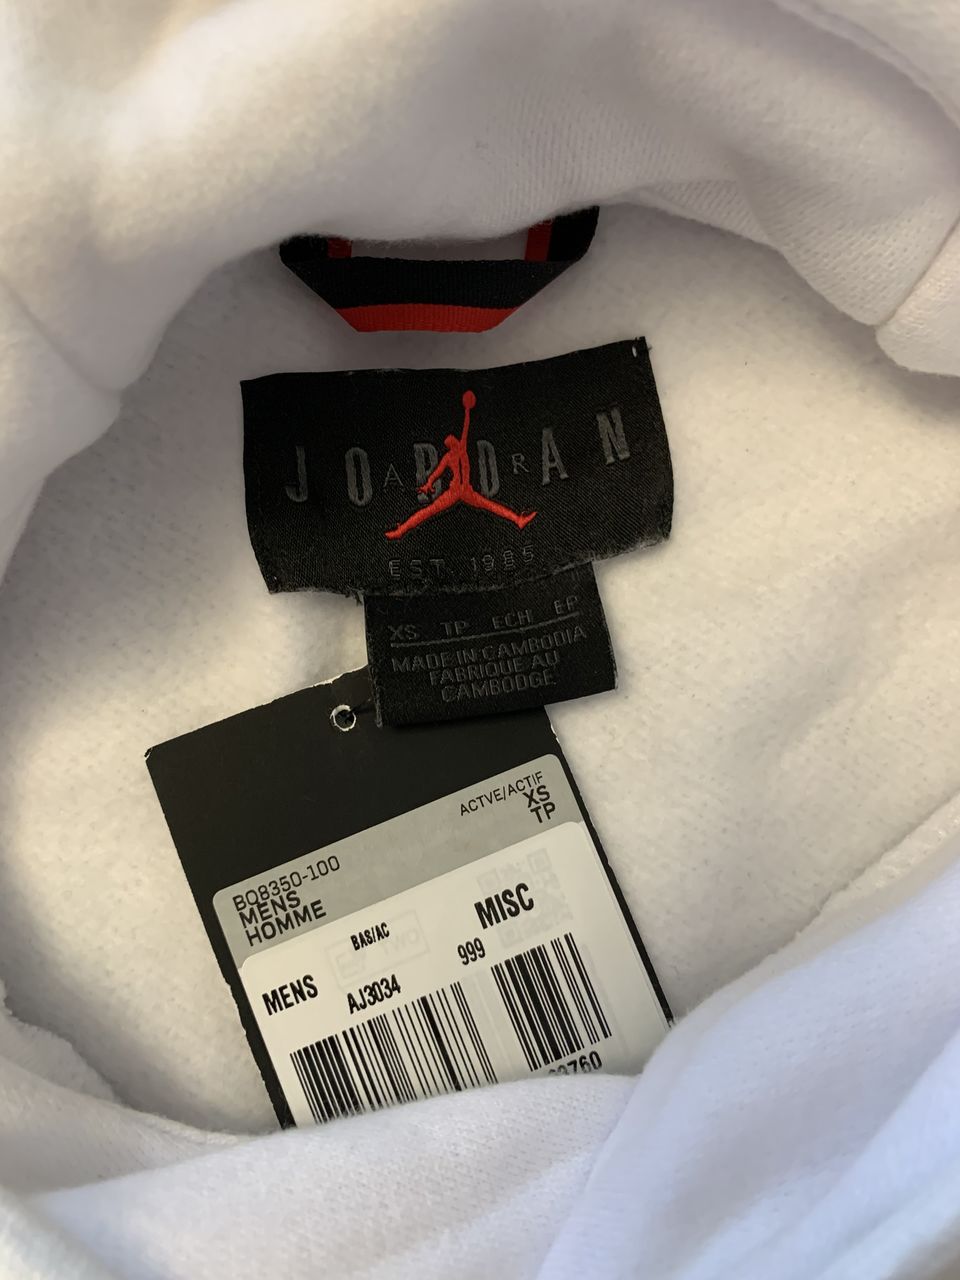 JORDAN
AIR
EST. 1985
XS TP ECH EP
MADE IN CAMBODIA
FABRIQUE AU
CAMBODGE
ACTVE/ACTIF
XS
TP
BQ8350-100
MENS
HOMME
BAS/AC
MISC
MENS
AJ3034
999